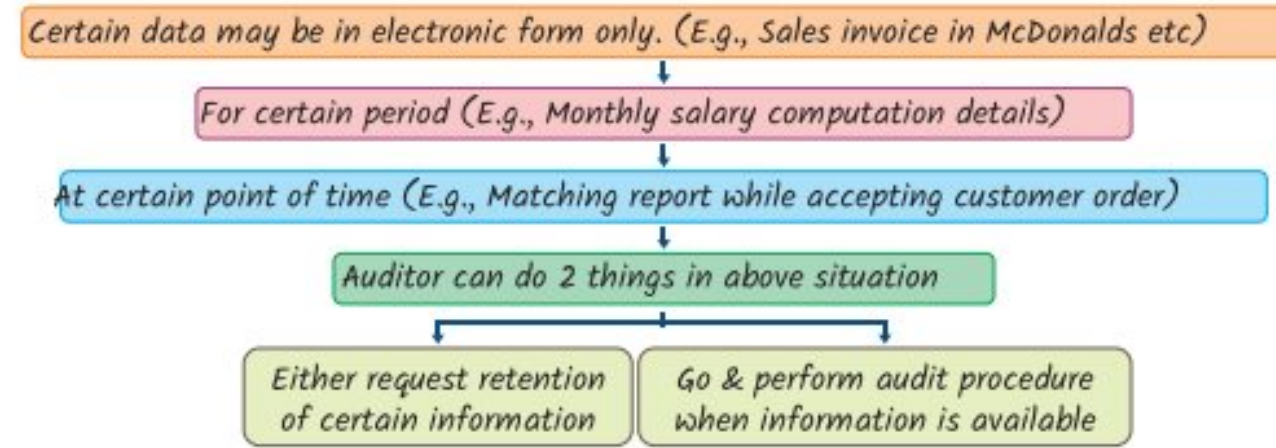 Certain data may be in electronic form only. (E.g., Sales invoice in McDonalds etc)
For certain period (E.g., Monthly salary computation details)
At certain point of time (E.g., Matching report while accepting customer order)
Auditor can do 2 things in above situation
Either request retention
of certain information
Go & perform audit procedure
when information is available